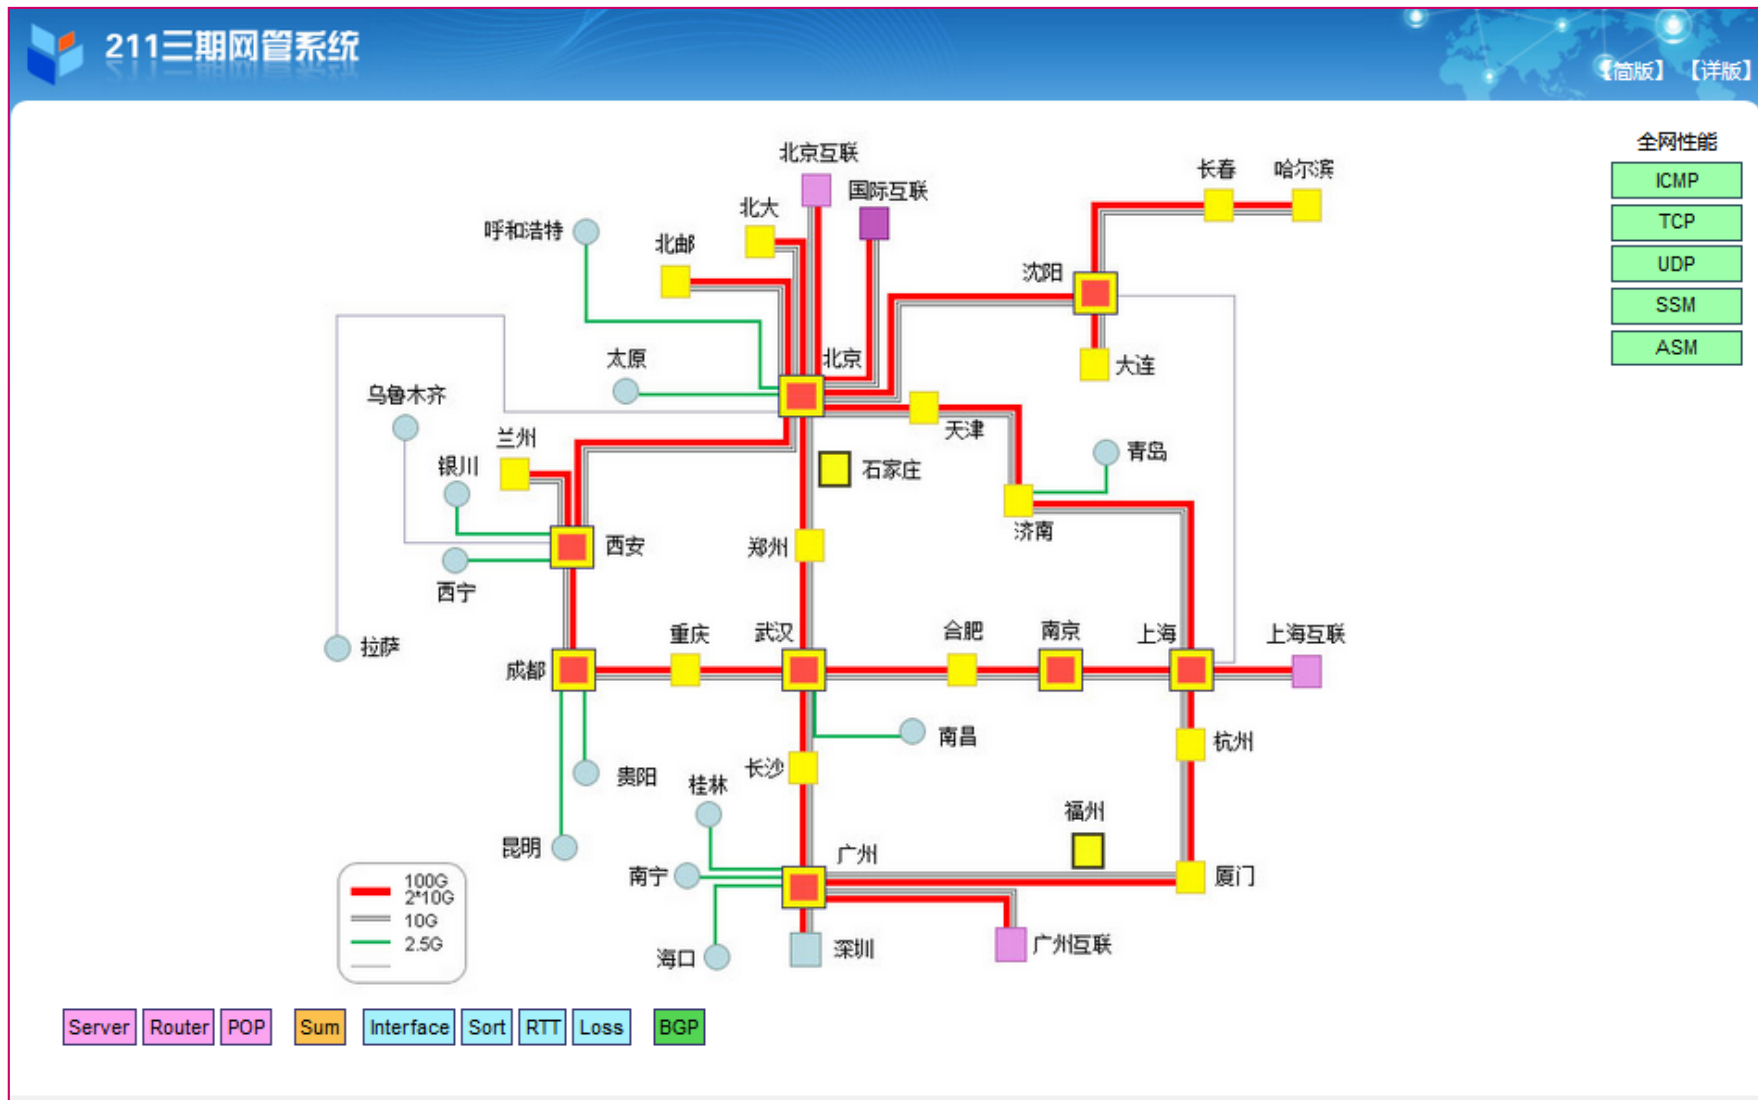 211三期网管系统
【简版】 【详版】
全网性能
ICMP
TCP
UDP
SSM
ASM
北京互联
国际互联
长春
哈尔滨
呼和浩特
北大
北邮
沈阳
太原
北京
大连
乌鲁木齐
兰州
天津
银川
石家庄
青岛
西安
郑州
济南
西宁
拉萨
成都
重庆
武汉
合肥
南京
上海
上海互联
南昌
杭州
贵阳
桂林
长沙
福州
昆明
南宁
广州
厦门
海口
深圳
广州互联
100G
2*10G
10G
2.5G
Server Router POP Sum Interface Sort RTT Loss BGP